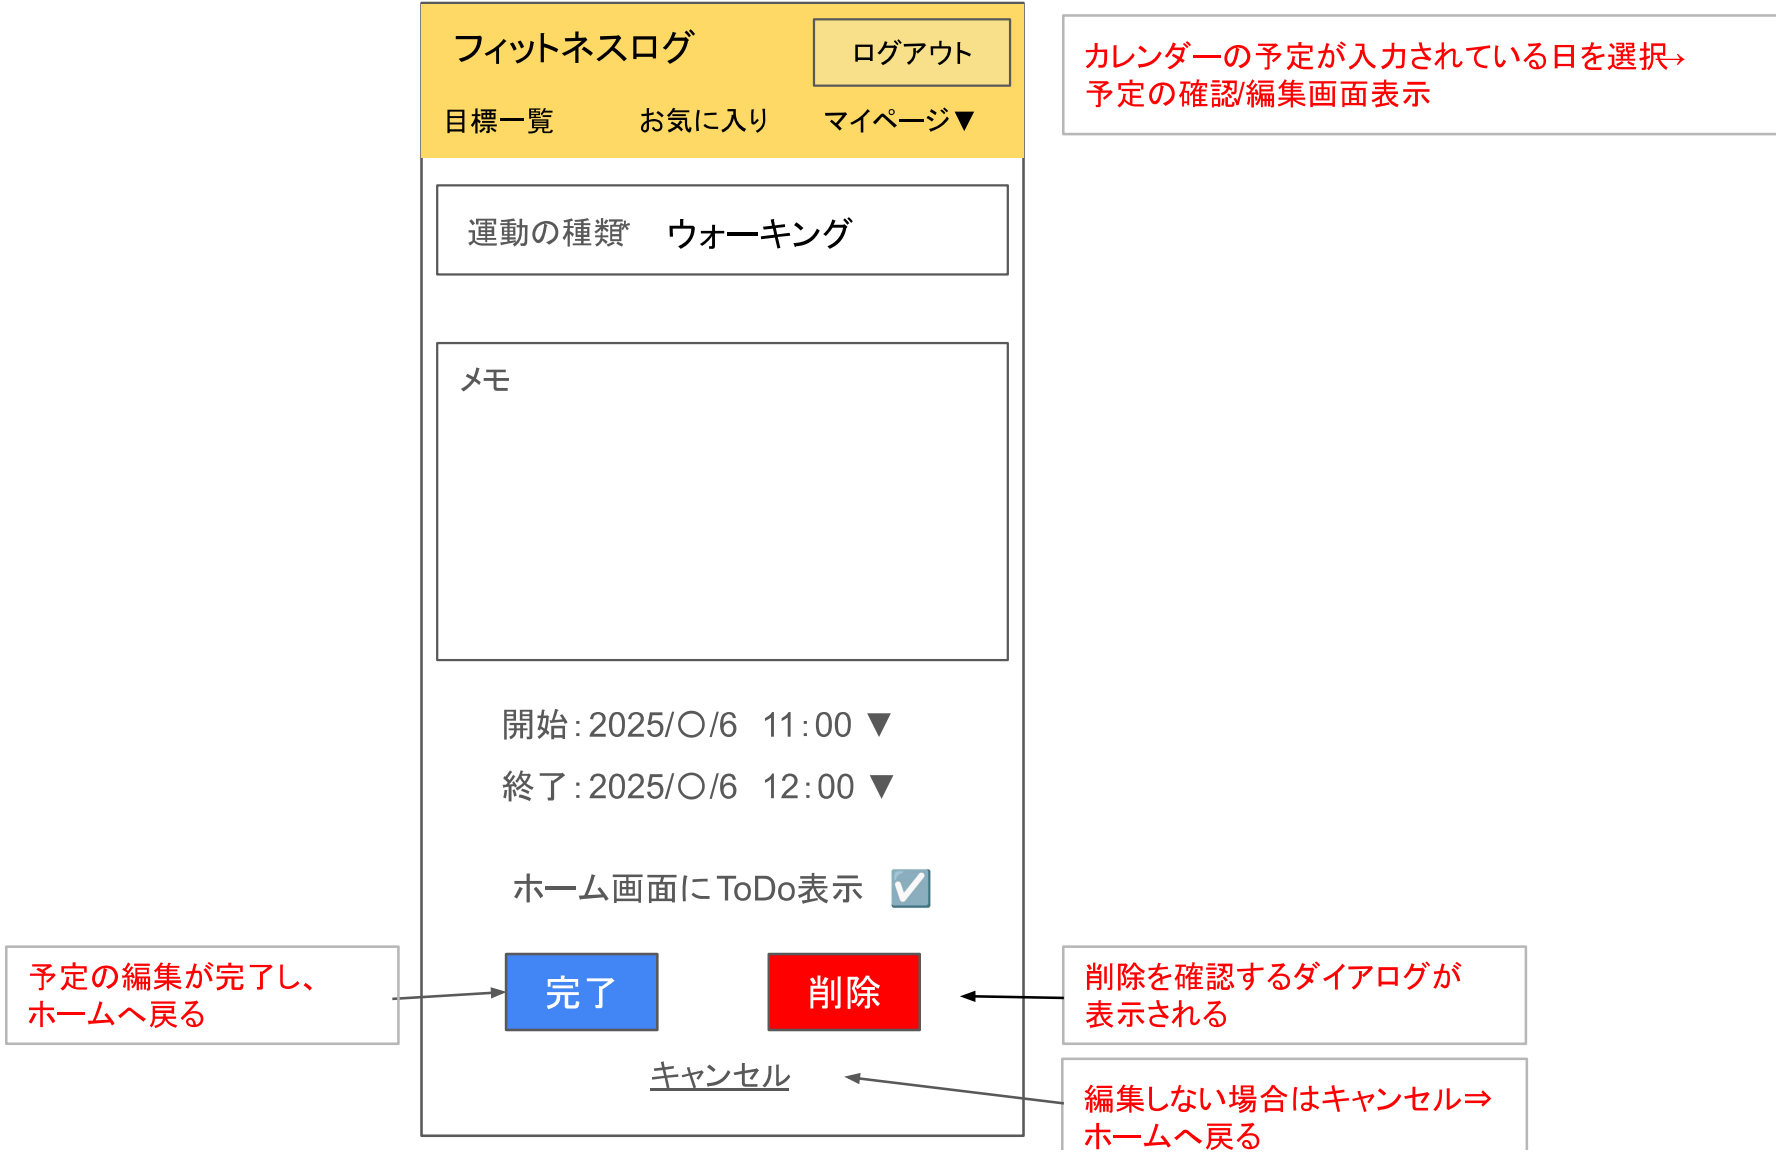 フィットネスログ
ログアウト
目標一覧 お気に入り マイページ▼
カレンダーの予定が入力されている日を選択→
予定の確認/編集画面表示
運動の種類* ウォーキング
メモ
開始：2025/〇/6 11：00 ▼
終了：2025/〇/6 12：00 ▼
ホーム画面にToDo表示 ☑
予定の編集が完了し、
ホームへ戻る
完了
削除
削除を確認するダイアログが
表示される
キャンセル
編集しない場合はキャンセル⇒
ホームへ戻る